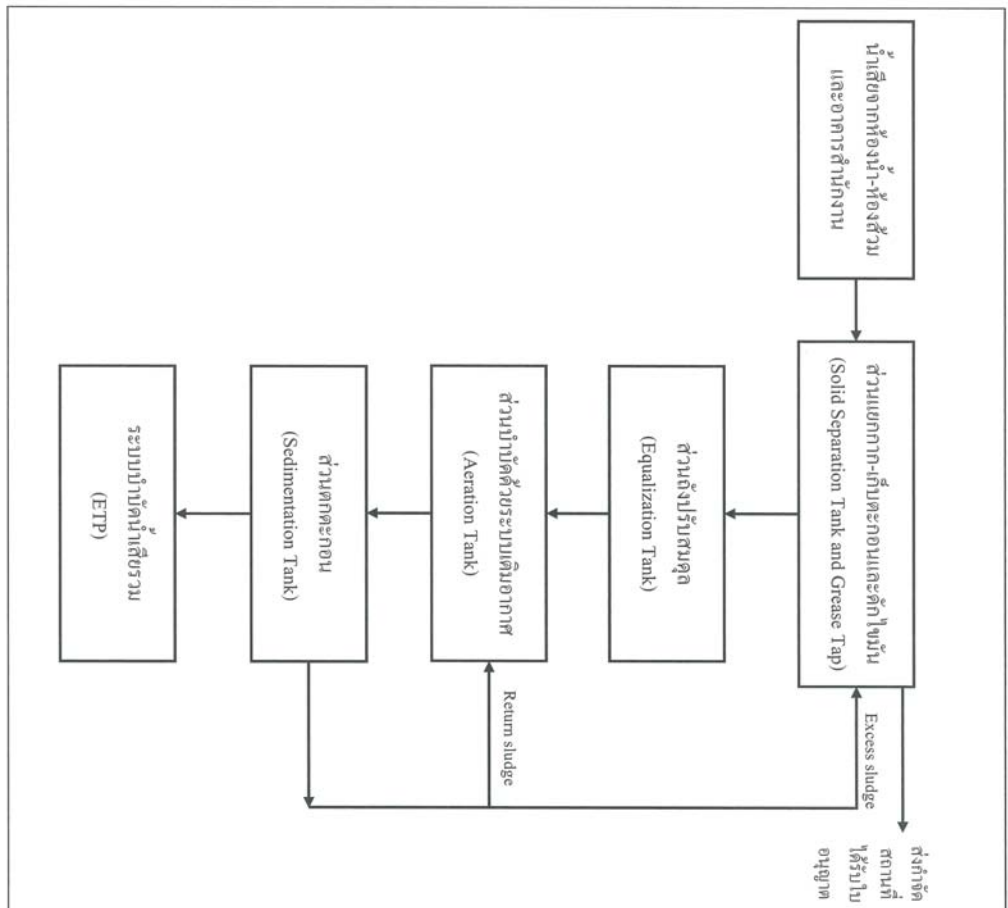 น้ำเสียจากห้องน้ำ-ห้องส้วม
และอาคารสำนักงาน
ส่วนแยกกาก-เก็บตะกอนและดักไขมัน
(Solid Separation Tank and Grease Tap)
ส่งกำจัด
สถานที่
ได้รับใบ
อนุญาต
Excess sludge
ส่วนถังปรับสมดุล
(Equalization Tank)
ส่วนบำบัดด้วยระบบเติมอากาศ
(Aeration Tank)
Return sludge
ส่วนตกตะกอน
(Sedimentation Tank)
ระบบบำบัดน้ำเสียรวม
(ETP)